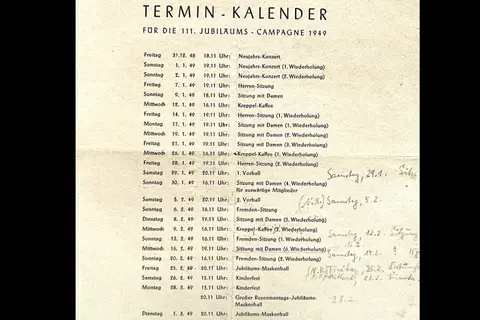 TERMIN - KALENDER
FÜR DIE 111. JUBILÄUMS - CAMPAGNE 1949
Freitag 31.12. 48 18.11 Uhr: Neujahrs-Konzert
Samstag 1. 1. 49 19.11 Uhr: Neujahrs-Konzert (1. Wiederholung)
Sonntag 2. 1. 49 19.11 Uhr: Neujahrs-Konzert (2. Wiederholung)
Freitag 7. 1. 49 19.11 Uhr: Herren-Sitzung
Sonntag 9. 1. 49 18.11 Uhr: Sitzung mit Damen
Mittwoch 12. 1. 49 16.11 Uhr: Kreppel-Kaffee
Freitag 14. 1. 49 19.11 Uhr: Herren-Sitzung (1. Wiederholung)
Montag 17. 1. 49 19.11 Uhr: Sitzung mit Damen (1. Wiederholung)
Mittwoch 19. 1. 49 19.11 Uhr: Sitzung mit Damen (2. Wiederholung)
Freitag 21. 1. 49 19.11 Uhr: Sitzung mit Damen (3. Wiederholung)
Mittwoch 26. 1. 49 16.11 Uhr: Kreppel-Kaffee (1. Wiederholung)
Freitag 28. 1. 49 19.11 Uhr: Herren-Sitzung (2. Wiederholung)
Samstag 29. 1. 49 20.11 Uhr: 1. Vorball Samstag, 29.1.
Sonntag 30. 1. 49 16.11 Uhr: Sitzung mit Damen (4. Wiederholung)
für auswärtige Mitglieder
Samstag 5. 2. 49 20.11 Uhr: 2. Vorball Samstag, 5.2.
Sonntag 6. 2. 49 16.11 Uhr: Fremden-Sitzung
Dienstag 8. 2. 49 19.11 Uhr: Sitzung mit Damen (5. Wiederholung)
Mittwoch 9. 2. 49 16.11 Uhr: Kreppel-Kaffee (2. Wiederholung) Samstag 12.2.
Sonntag 13. 2. 49 16.11 Uhr: Fremden-Sitzung (1. Wiederholung)
Mittwoch 16. 2. 49 19.11 Uhr: Sitzung mit Damen (6. Wiederholung) Samstag 19.2.
Sonntag 20. 2. 49 16.11 Uhr: Fremden-Sitzung (2. Wiederholung)
Freitag 25. 2. 49 20.11 Uhr: Jubiläums-Maskenball Freitag, 25.2.
Samstag 26. 2. 49 15.11 Uhr: Kinderfest
Montag 28. 2. 49 15.11 Uhr: Kinderfest
20.11 Uhr: Großer Rosenmontags-Jubiläums-
Maskenball 28.2.
Dienstag 1. 3. 49 20.11 Uhr: Jubiläums-Maskenball